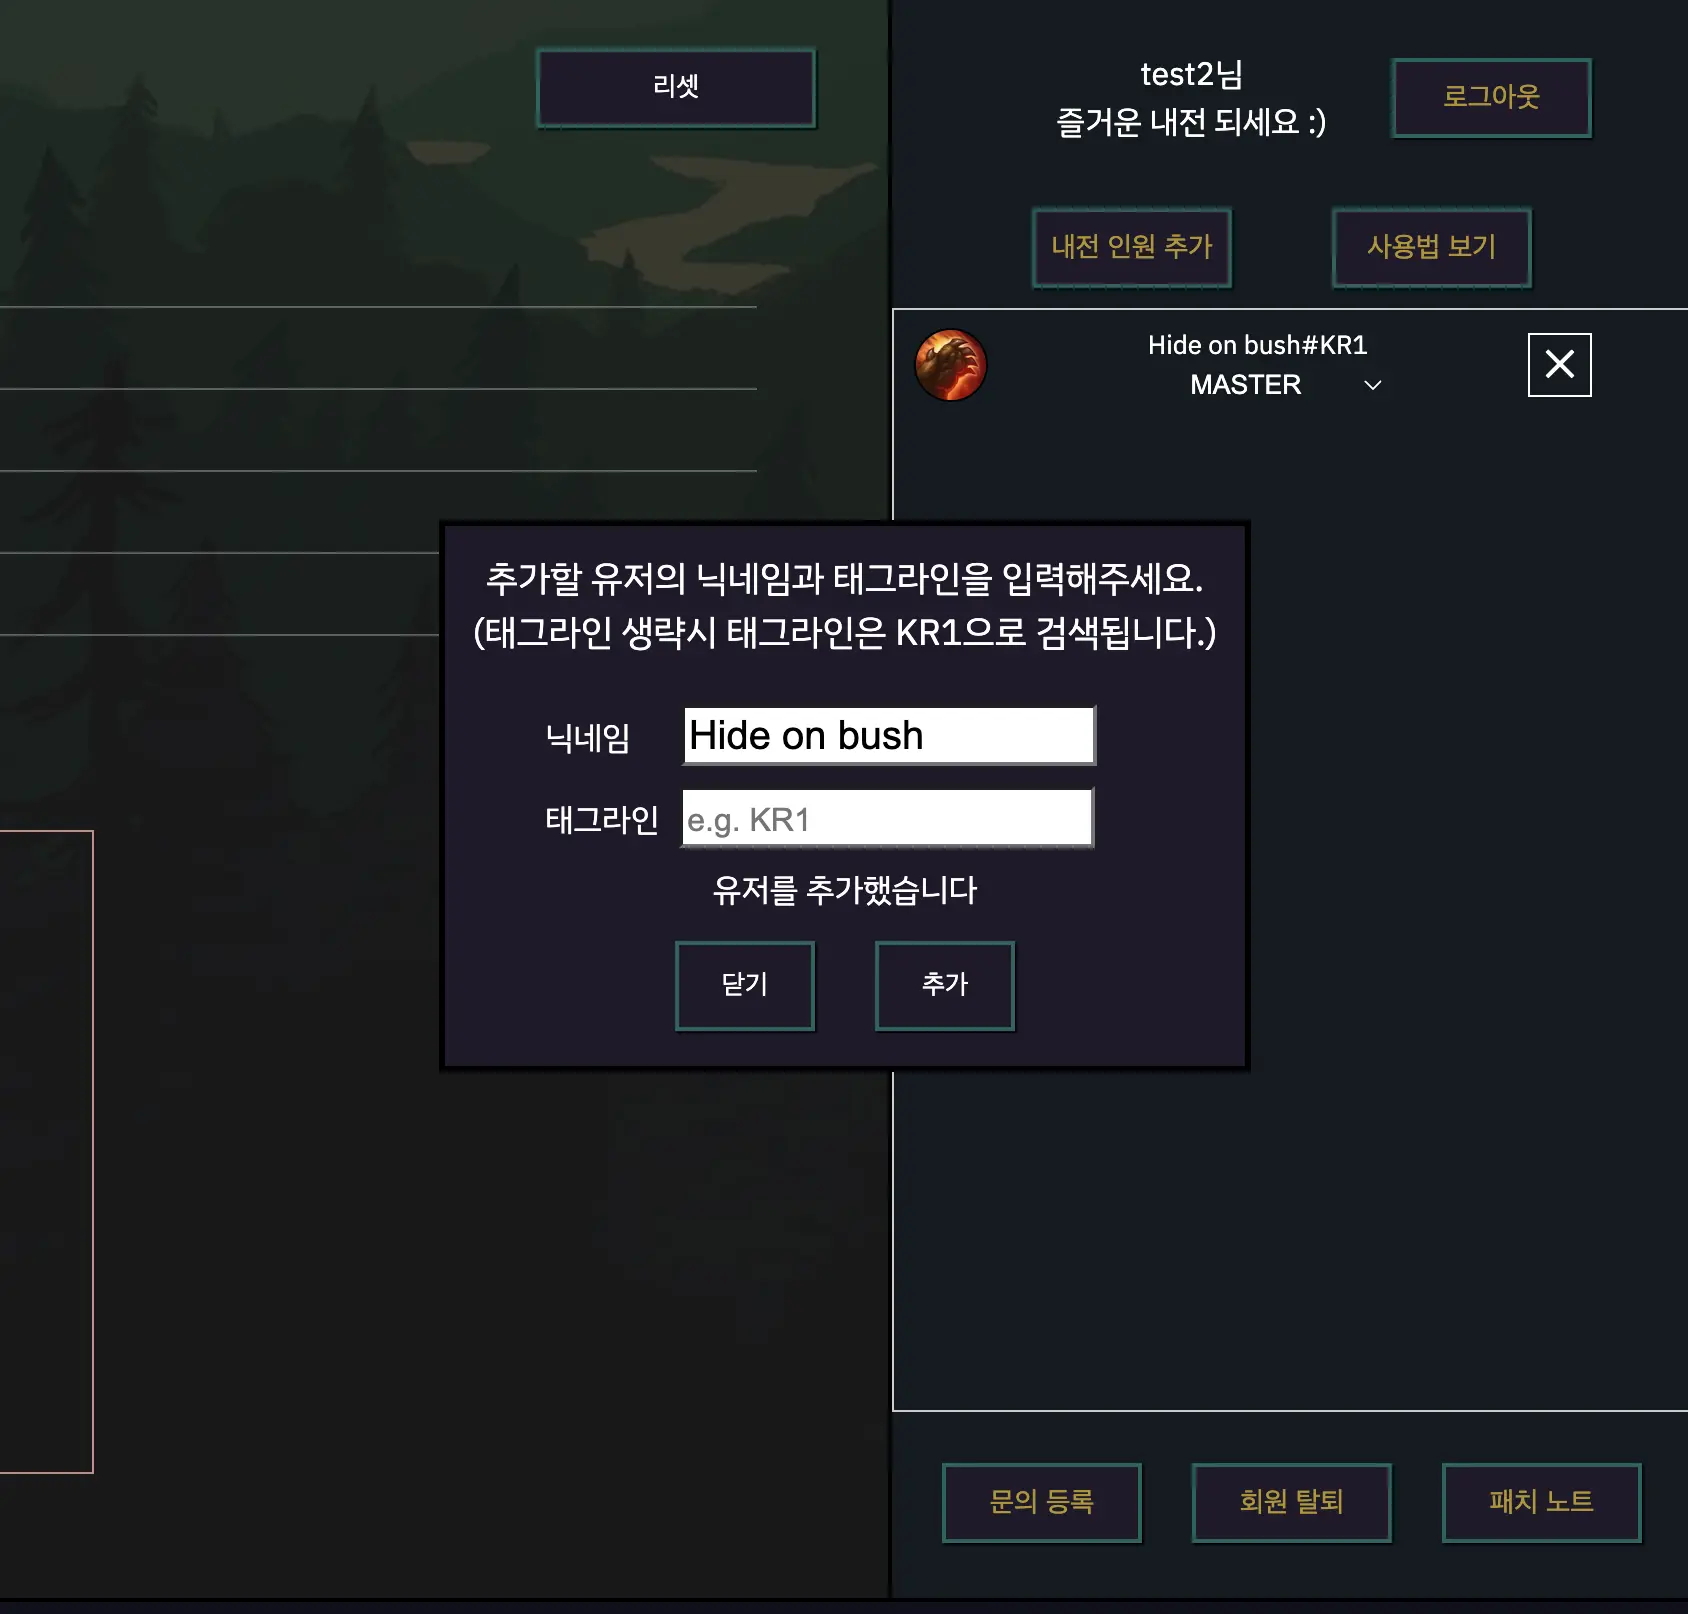 리셋
test2님
즐거운 내전 되세요 :)
로그아웃
내전 인원 추가
사용법 보기
Hide on bush#KR1
MASTER
추가할 유저의 닉네임과 태그라인을 입력해주세요.
(태그라인 생략시 태그라인은 KR1으로 검색됩니다.)
닉네임
Hide on bush
태그라인
e.g. KR1
유저를 추가했습니다
닫기
추가
문의 등록
회원 탈퇴
패치 노트